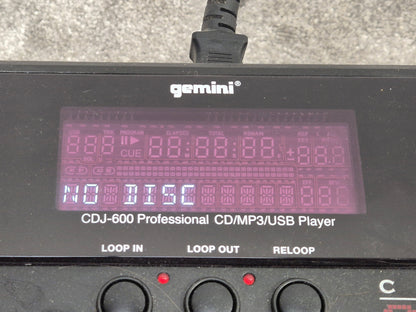 gemini®
PROGRAM ELAPSED TOTAL REMAIN
CUE
NO DISC
CDJ-600 Professional CD/MP3/USB Player
LOOP IN LOOP OUT RELOOP
C